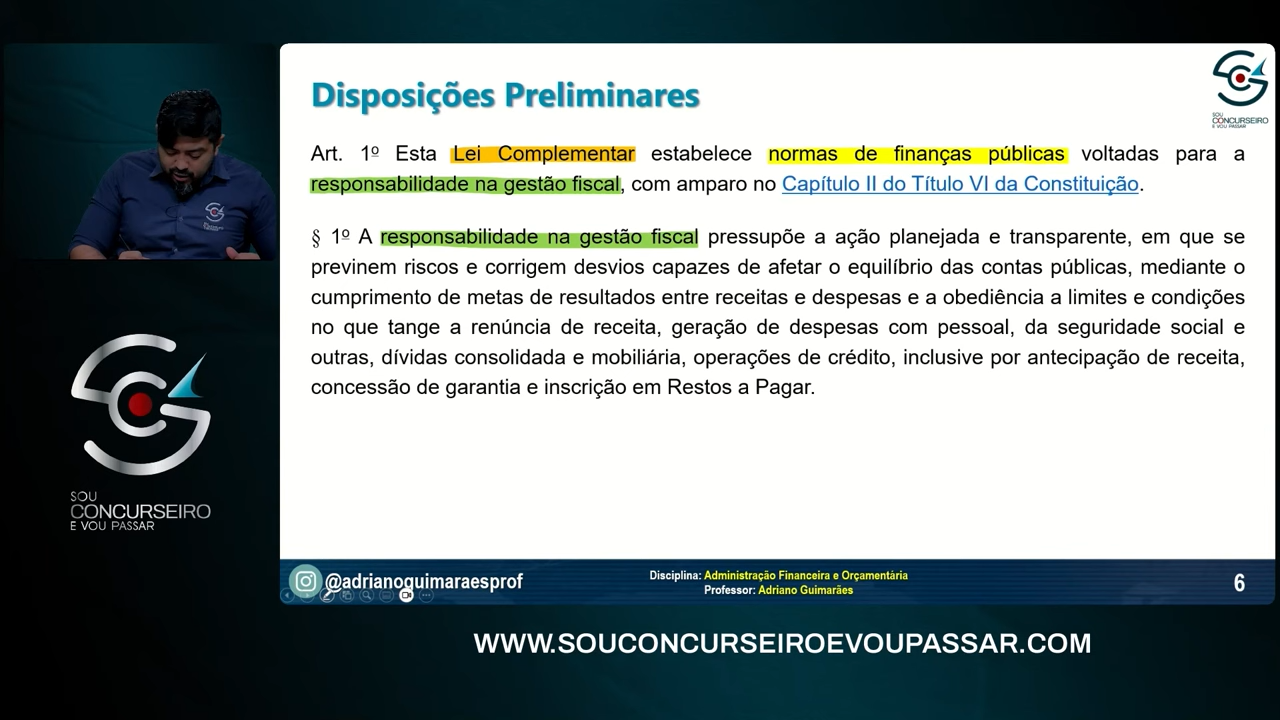 Disposições Preliminares
SOU
CONCURSEIRO
E VOU PASSAR
Art. 1º Esta Lei Complementar estabelece normas de finanças públicas voltadas para a
responsabilidade na gestão fiscal, com amparo no Capítulo II do Título VI da Constituição.
§ 1º A responsabilidade na gestão fiscal pressupõe a ação planejada e transparente, em que se
previnem riscos e corrigem desvios capazes de afetar o equilíbrio das contas públicas, mediante o
cumprimento de metas de resultados entre receitas e despesas e a obediência a limites e condições
no que tange a renúncia de receita, geração de despesas com pessoal, da seguridade social e
outras, dívidas consolidada e mobiliária, operações de crédito, inclusive por antecipação de receita,
concessão de garantia e inscrição em Restos a Pagar.
SOU
CONCURSEIRO
E VOU PASSAR
@adrianoguimaraesprof
Disciplina: Administração Financeira e Orçamentária
Professor: Adriano Guimarães
6
WWW.SOUCONCURSEIROEVOUPASSAR.COM